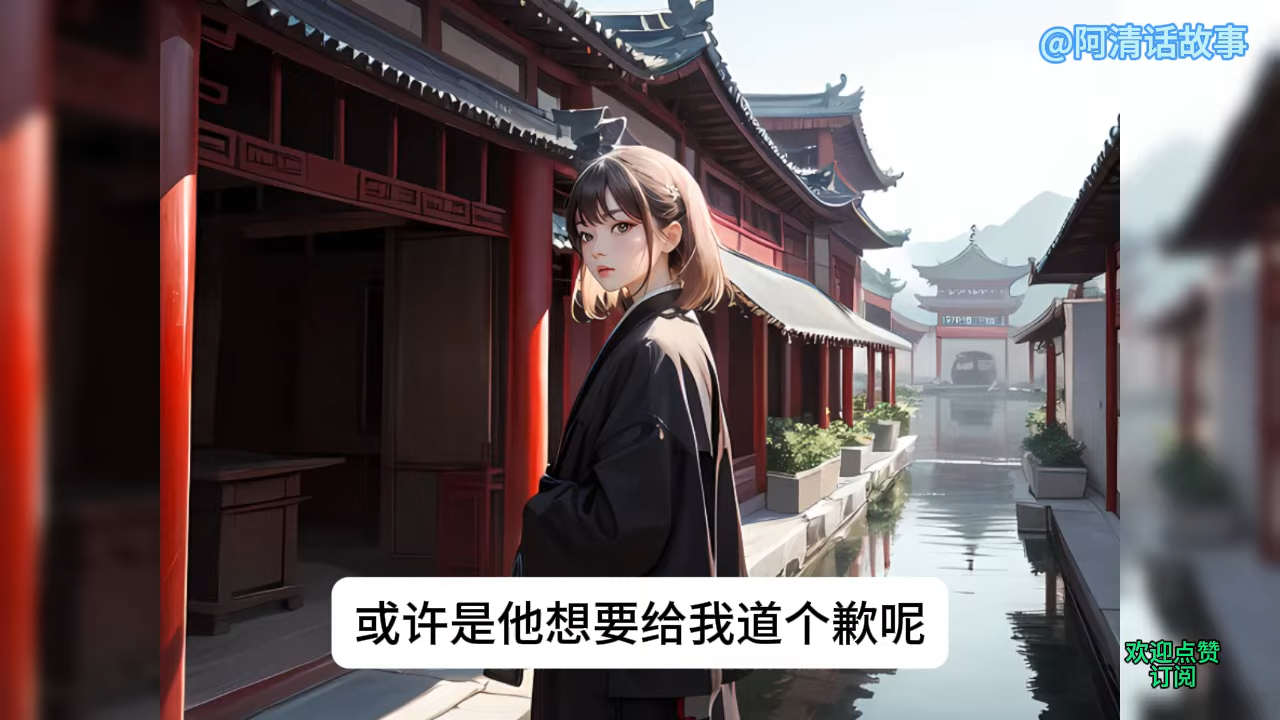 @阿清话故事
或许是他想要给我道个歉呢
欢迎点赞
订阅